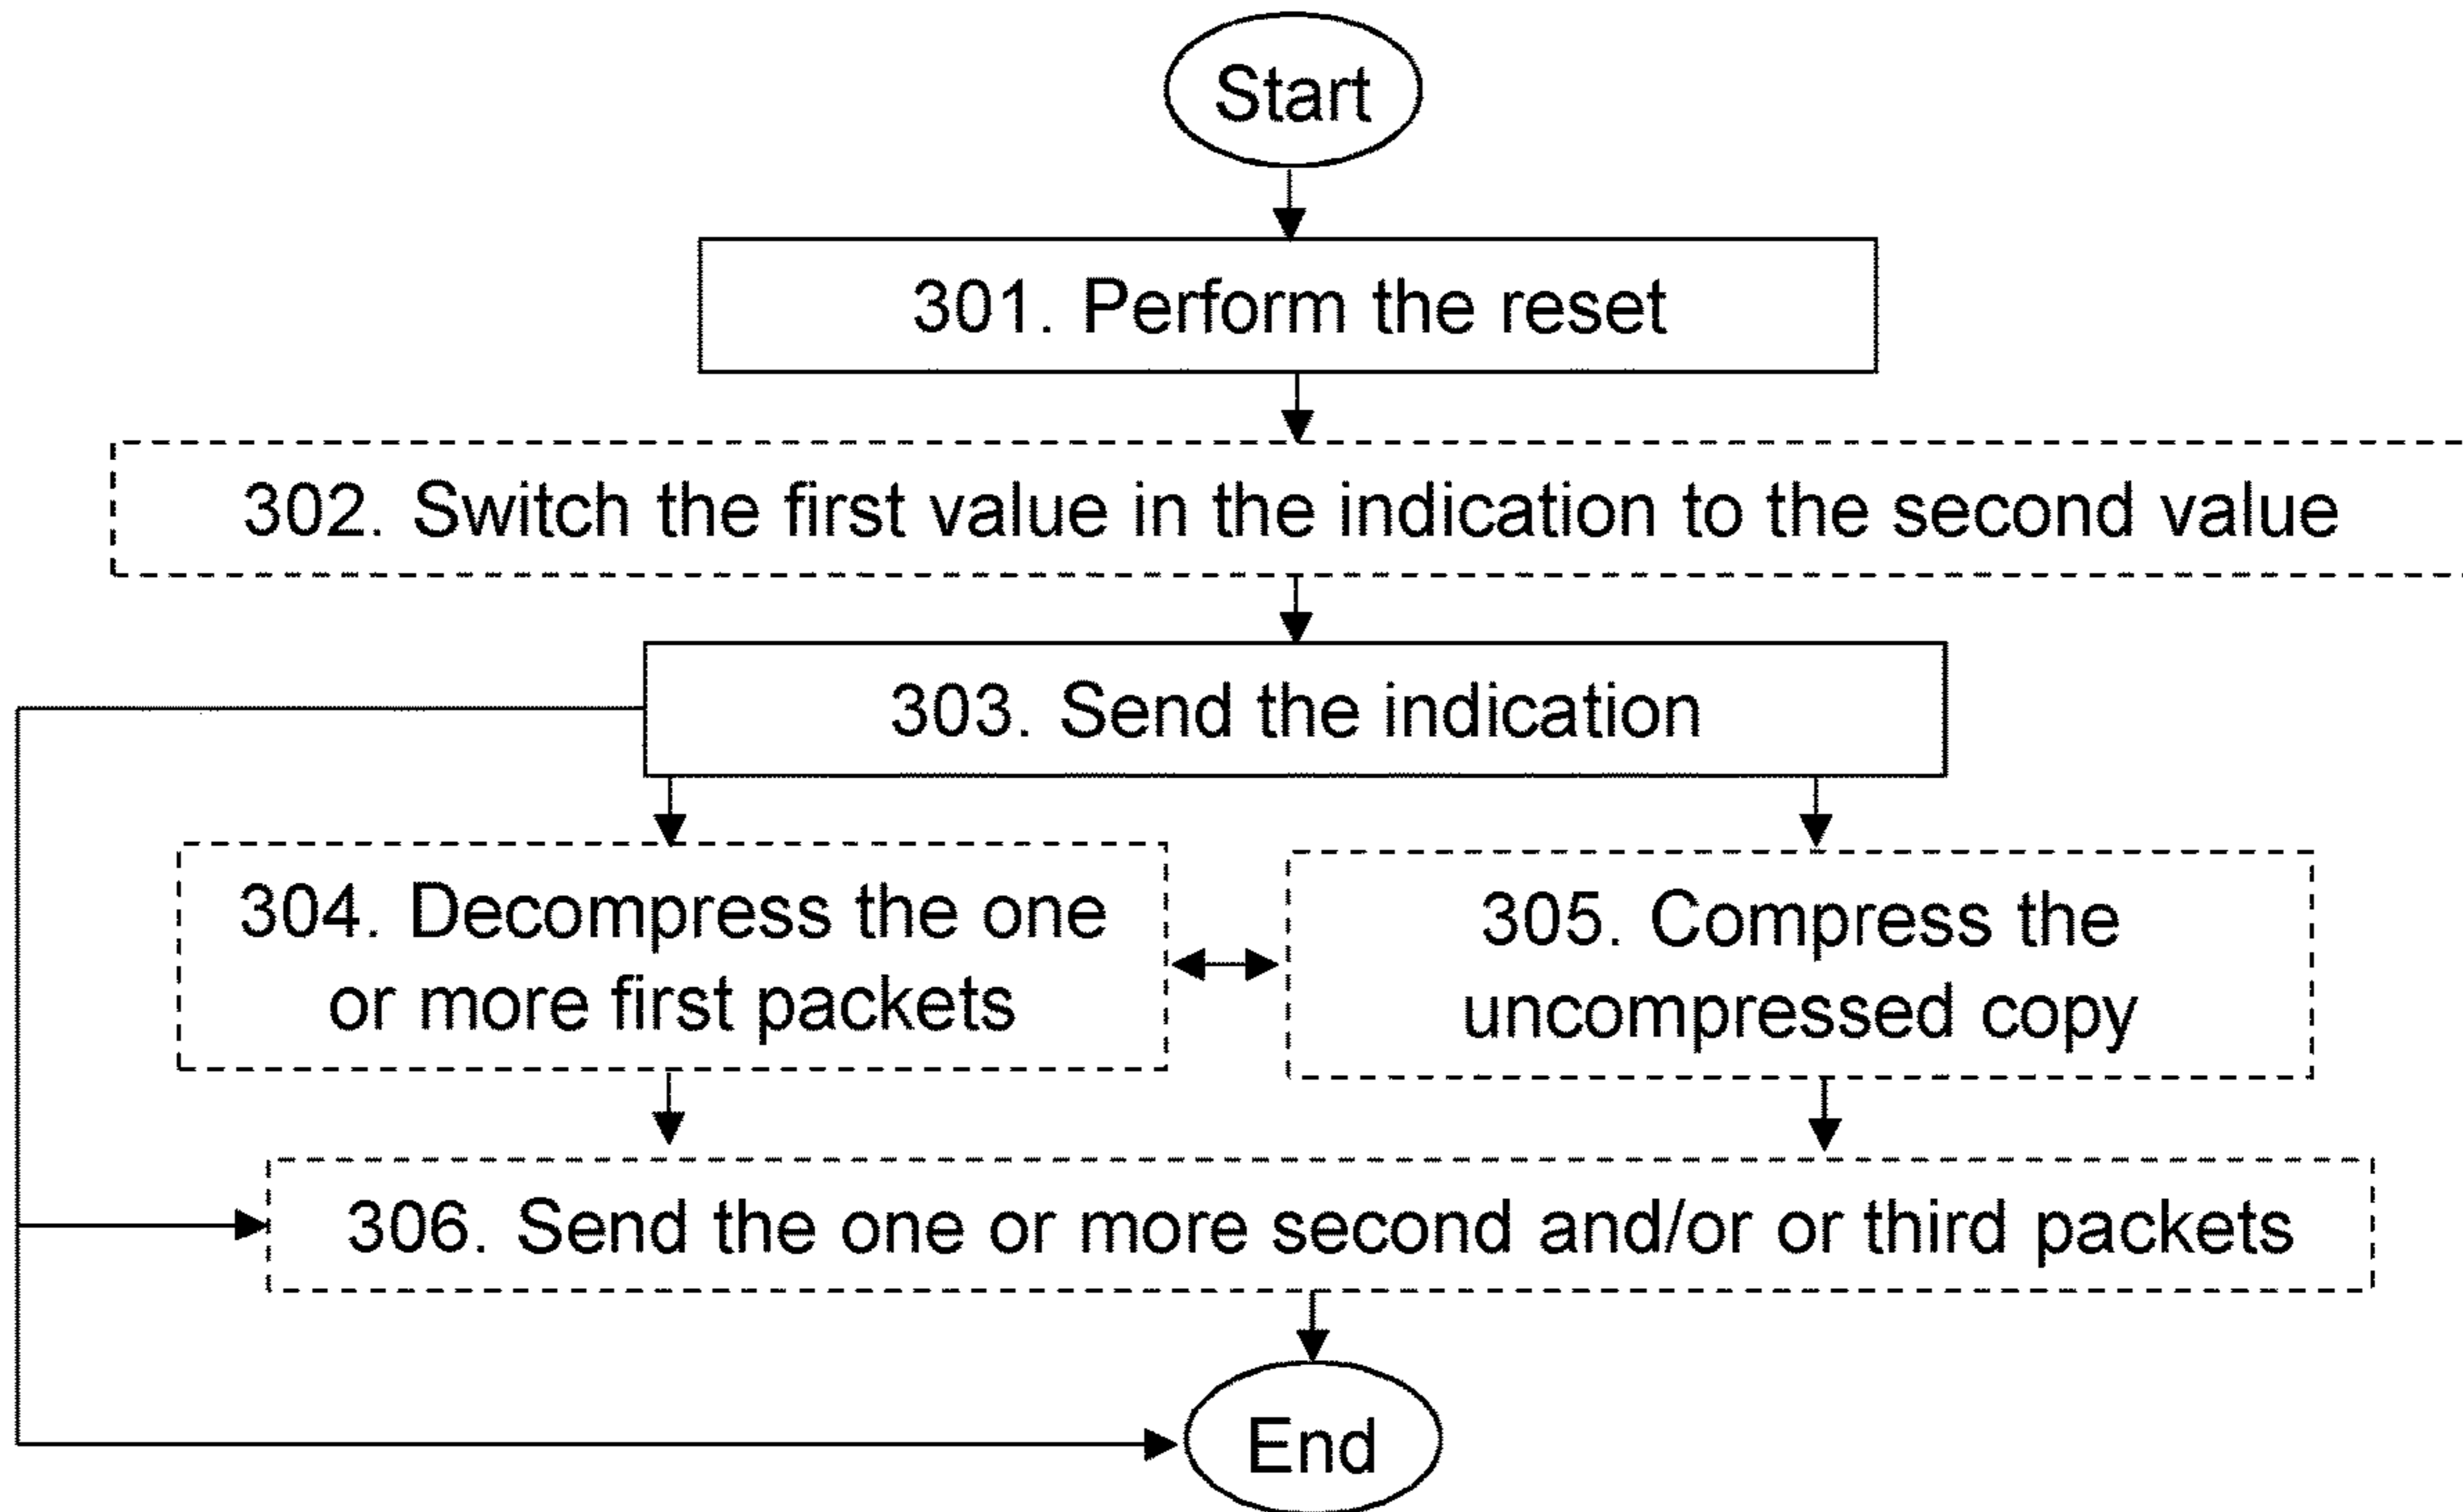 Start
301. Perform the reset
302. Switch the first value in the indication to the second value
303. Send the indication
304. Decompress the one
or more first packets
305. Compress the
uncompressed copy
306. Send the one or more second and/or or third packets
End